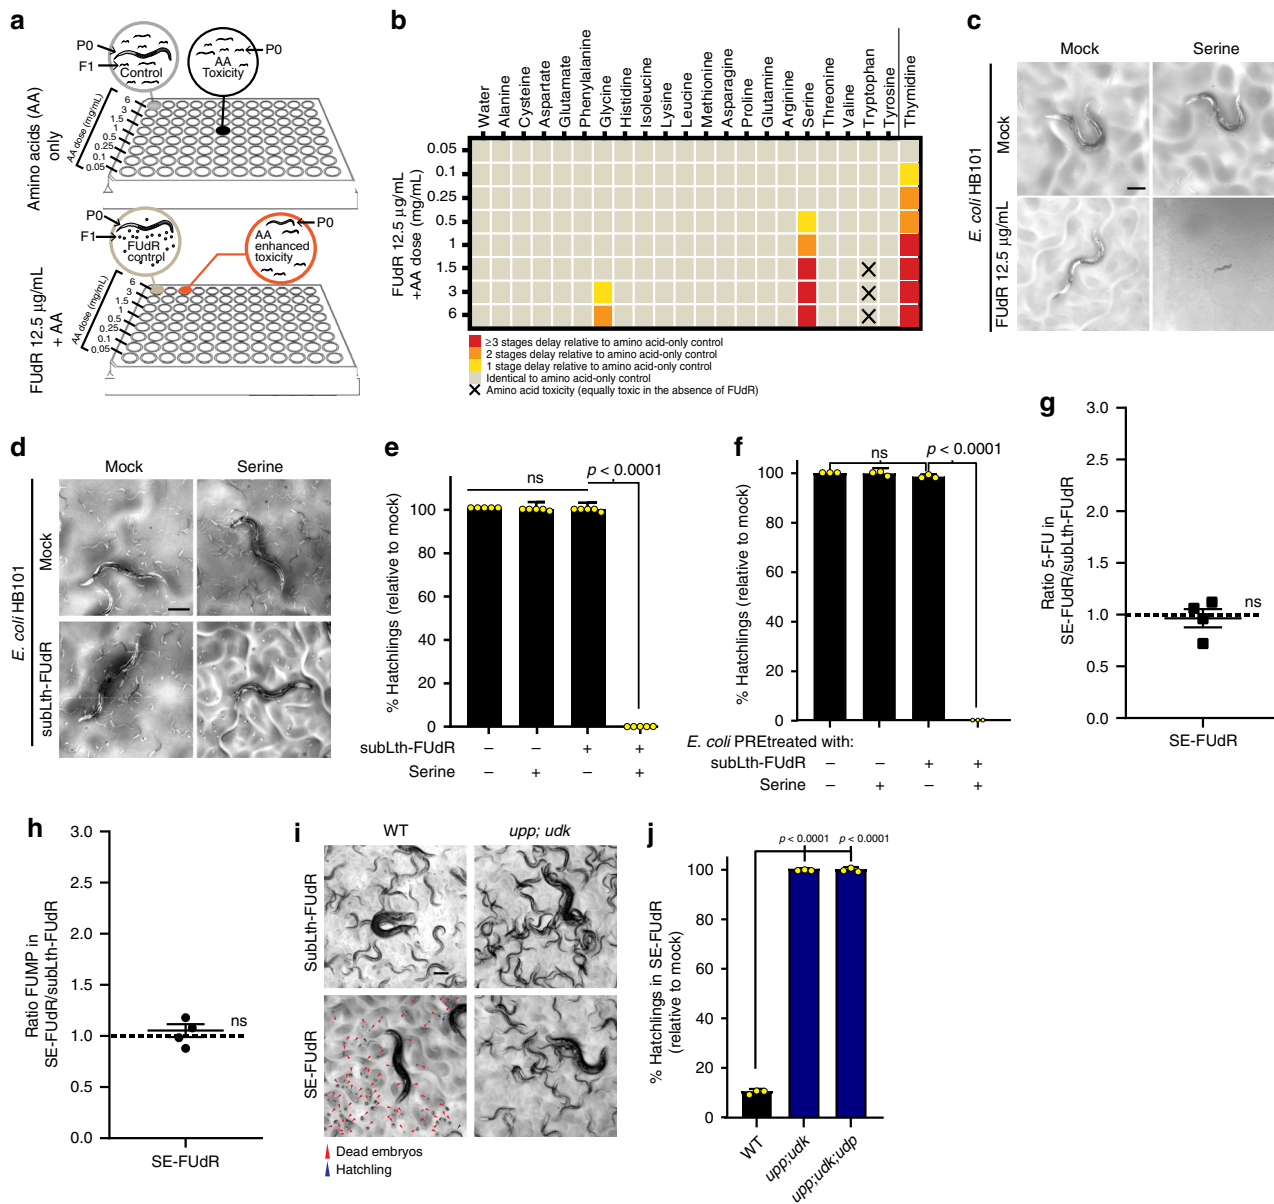 a
P0
F1
Control
AA
Toxicity
P0
Amino acids (AA)
only
AA dose (mg/mL)
6
3
1.5
1
0.5
0.25
0.1
0.05
P0
F1
FUdR
control
AA
enhanced
toxicity
P0
FUdR 12.5 μg/mL
+ AA
AA dose (mg/mL)
6
3
1.5
1
0.5
0.25
0.1
0.05
b
Water
Alanine
Cysteine
Aspartate
Glutamate
Phenylalanine
Glycine
Histidine
Isoleucine
Lysine
Leucine
Methionine
Asparagine
Proline
Glutamine
Arginine
Serine
Threonine
Valine
Tryptophan
Tyrosine
Thymidine
FUdR 12.5 μg/mL
+AA dose (mg/mL)
0.05
0.1
0.25
0.5
1
1.5
3
6
≥3 stages delay relative to amino acid-only control
2 stages delay relative to amino acid-only control
1 stage delay relative to amino acid-only control
Identical to amino acid-only control
Amino acid toxicity (equally toxic in the absence of FUdR)
c
Mock
Serine
E. coli HB101
Mock
FUdR 12.5 μg/mL
d
Mock
Serine
E. coli HB101
Mock
subLth-FUdR
e
% Hatchlings (relative to mock)
100
80
60
40
20
0
ns
p < 0.0001
subLth-FUdR – – + +
Serine – + – +
f
% Hatchlings (relative to mock)
100
80
60
40
20
0
ns
p < 0.0001
E. coli PREtreated with:
subLth-FUdR – – + +
Serine – + – +
g
Ratio 5-FU in
SE-FUdR/subLth-FUdR
3.0
2.5
2.0
1.5
1.0
0.5
0.0
ns
SE-FUdR
h
Ratio FUMP in
SE-FUdR/subLth-FUdR
3.0
2.5
2.0
1.5
1.0
0.5
0.0
ns
SE-FUdR
i
WT
upp; udk
SubLth-FUdR
SE-FUdR
Dead embryos
Hatchling
j
% Hatchlings in SE-FUdR
(relative to mock)
100
80
60
40
20
0
p < 0.0001
p < 0.0001
WT
upp;udk
upp;udk;udp